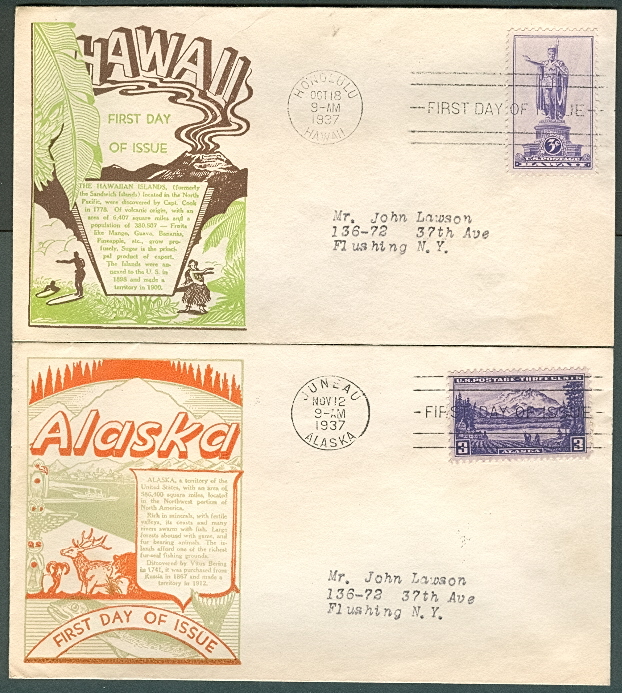 HAWAII
FIRST DAY
OF ISSUE
THE HAWAIIAN ISLANDS, (formerly
the Sandwich Islands) located in the North
Pacific, were discovered by Capt. Cook
in 1778. Of volcanic origin, with an
area of 6,407 square miles and a
population of 380,507 — Fruits
like Mango, Guava, Banana,
Pineapple, etc., grow pro-
fusely. Sugar is the princi-
pal product of export.
The Islands were an-
nexed to the U. S. in
1898 and made a
territory in 1900.
HONOLULU
OCT 18
9-AM
1937
HAWAII
FIRST DAY OF ISSUE
3¢
U.S. POSTAGE
HAWAII
Mr. John Lawson
136-72 37th Ave
Flushing N.Y.
Alaska
ALASKA, a territory of the
United States, with an area of
586,400 square miles, located
in the Northwest portion of
North America.
Rich in minerals, with fertile
valleys, its coasts and many
rivers swarm with fish. Large
forests abound with game, and
fur bearing animals. The is-
lands afford one of the richest
fur-seal fishing grounds.
Discovered by Vitus Bering
in 1741, it was purchased from
Russia in 1867 and made a
territory in 1912.
FIRST DAY OF ISSUE
JUNEAU
NOV 12
9-AM
1937
ALASKA
FIRST DAY OF ISSUE
U.S. POSTAGE - THREE CENTS
3 ALASKA 3
Mr. John Lawson
136-72 37th Ave
Flushing N.Y.